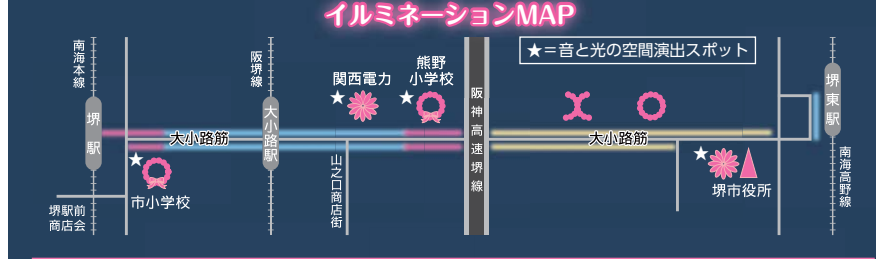 イルミネーションMAP
★＝音と光の空間演出スポット
南海本線
阪堺線
関西電力
★
熊野
小学校
★
阪神高速堺線
堺東駅
堺駅
大小路筋
大小路駅
大小路筋
★
市小学校
山之口商店街
★
堺市役所
南海高野線
堺駅前
商店会